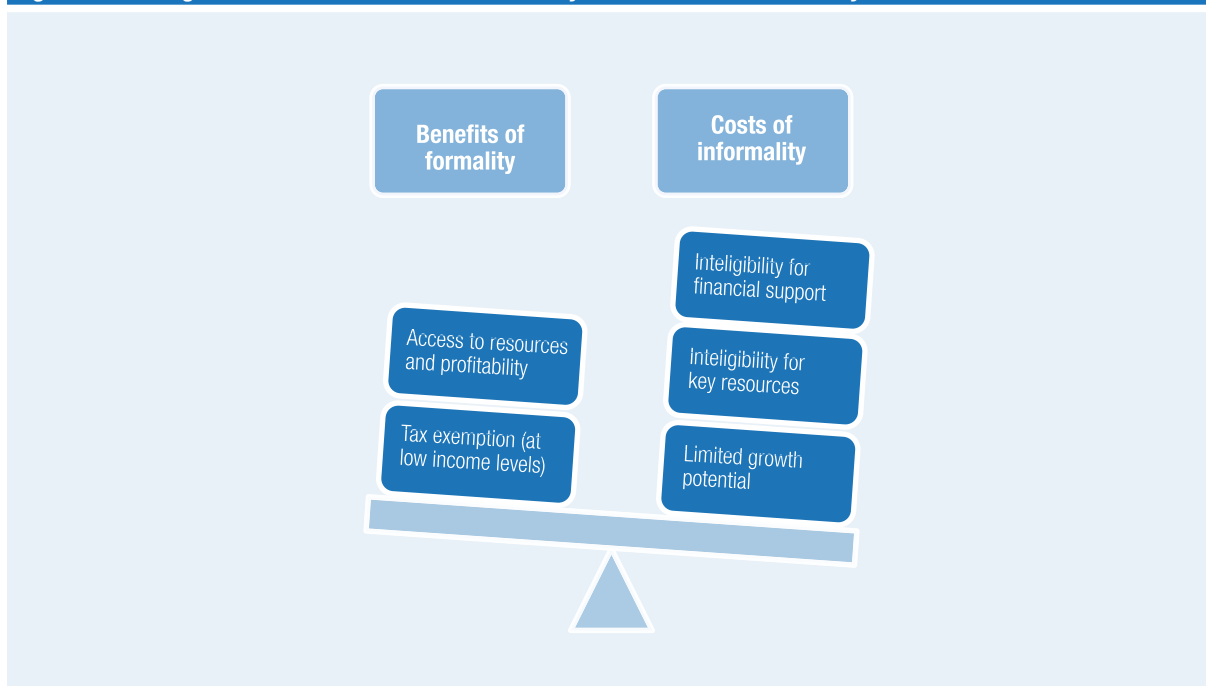 Benefits of
formality
Costs of
informality
Inteligibility for
financial support
Access to resources
and profitability
Inteligibility for
key resources
Tax exemption (at
low income levels)
Limited growth
potential